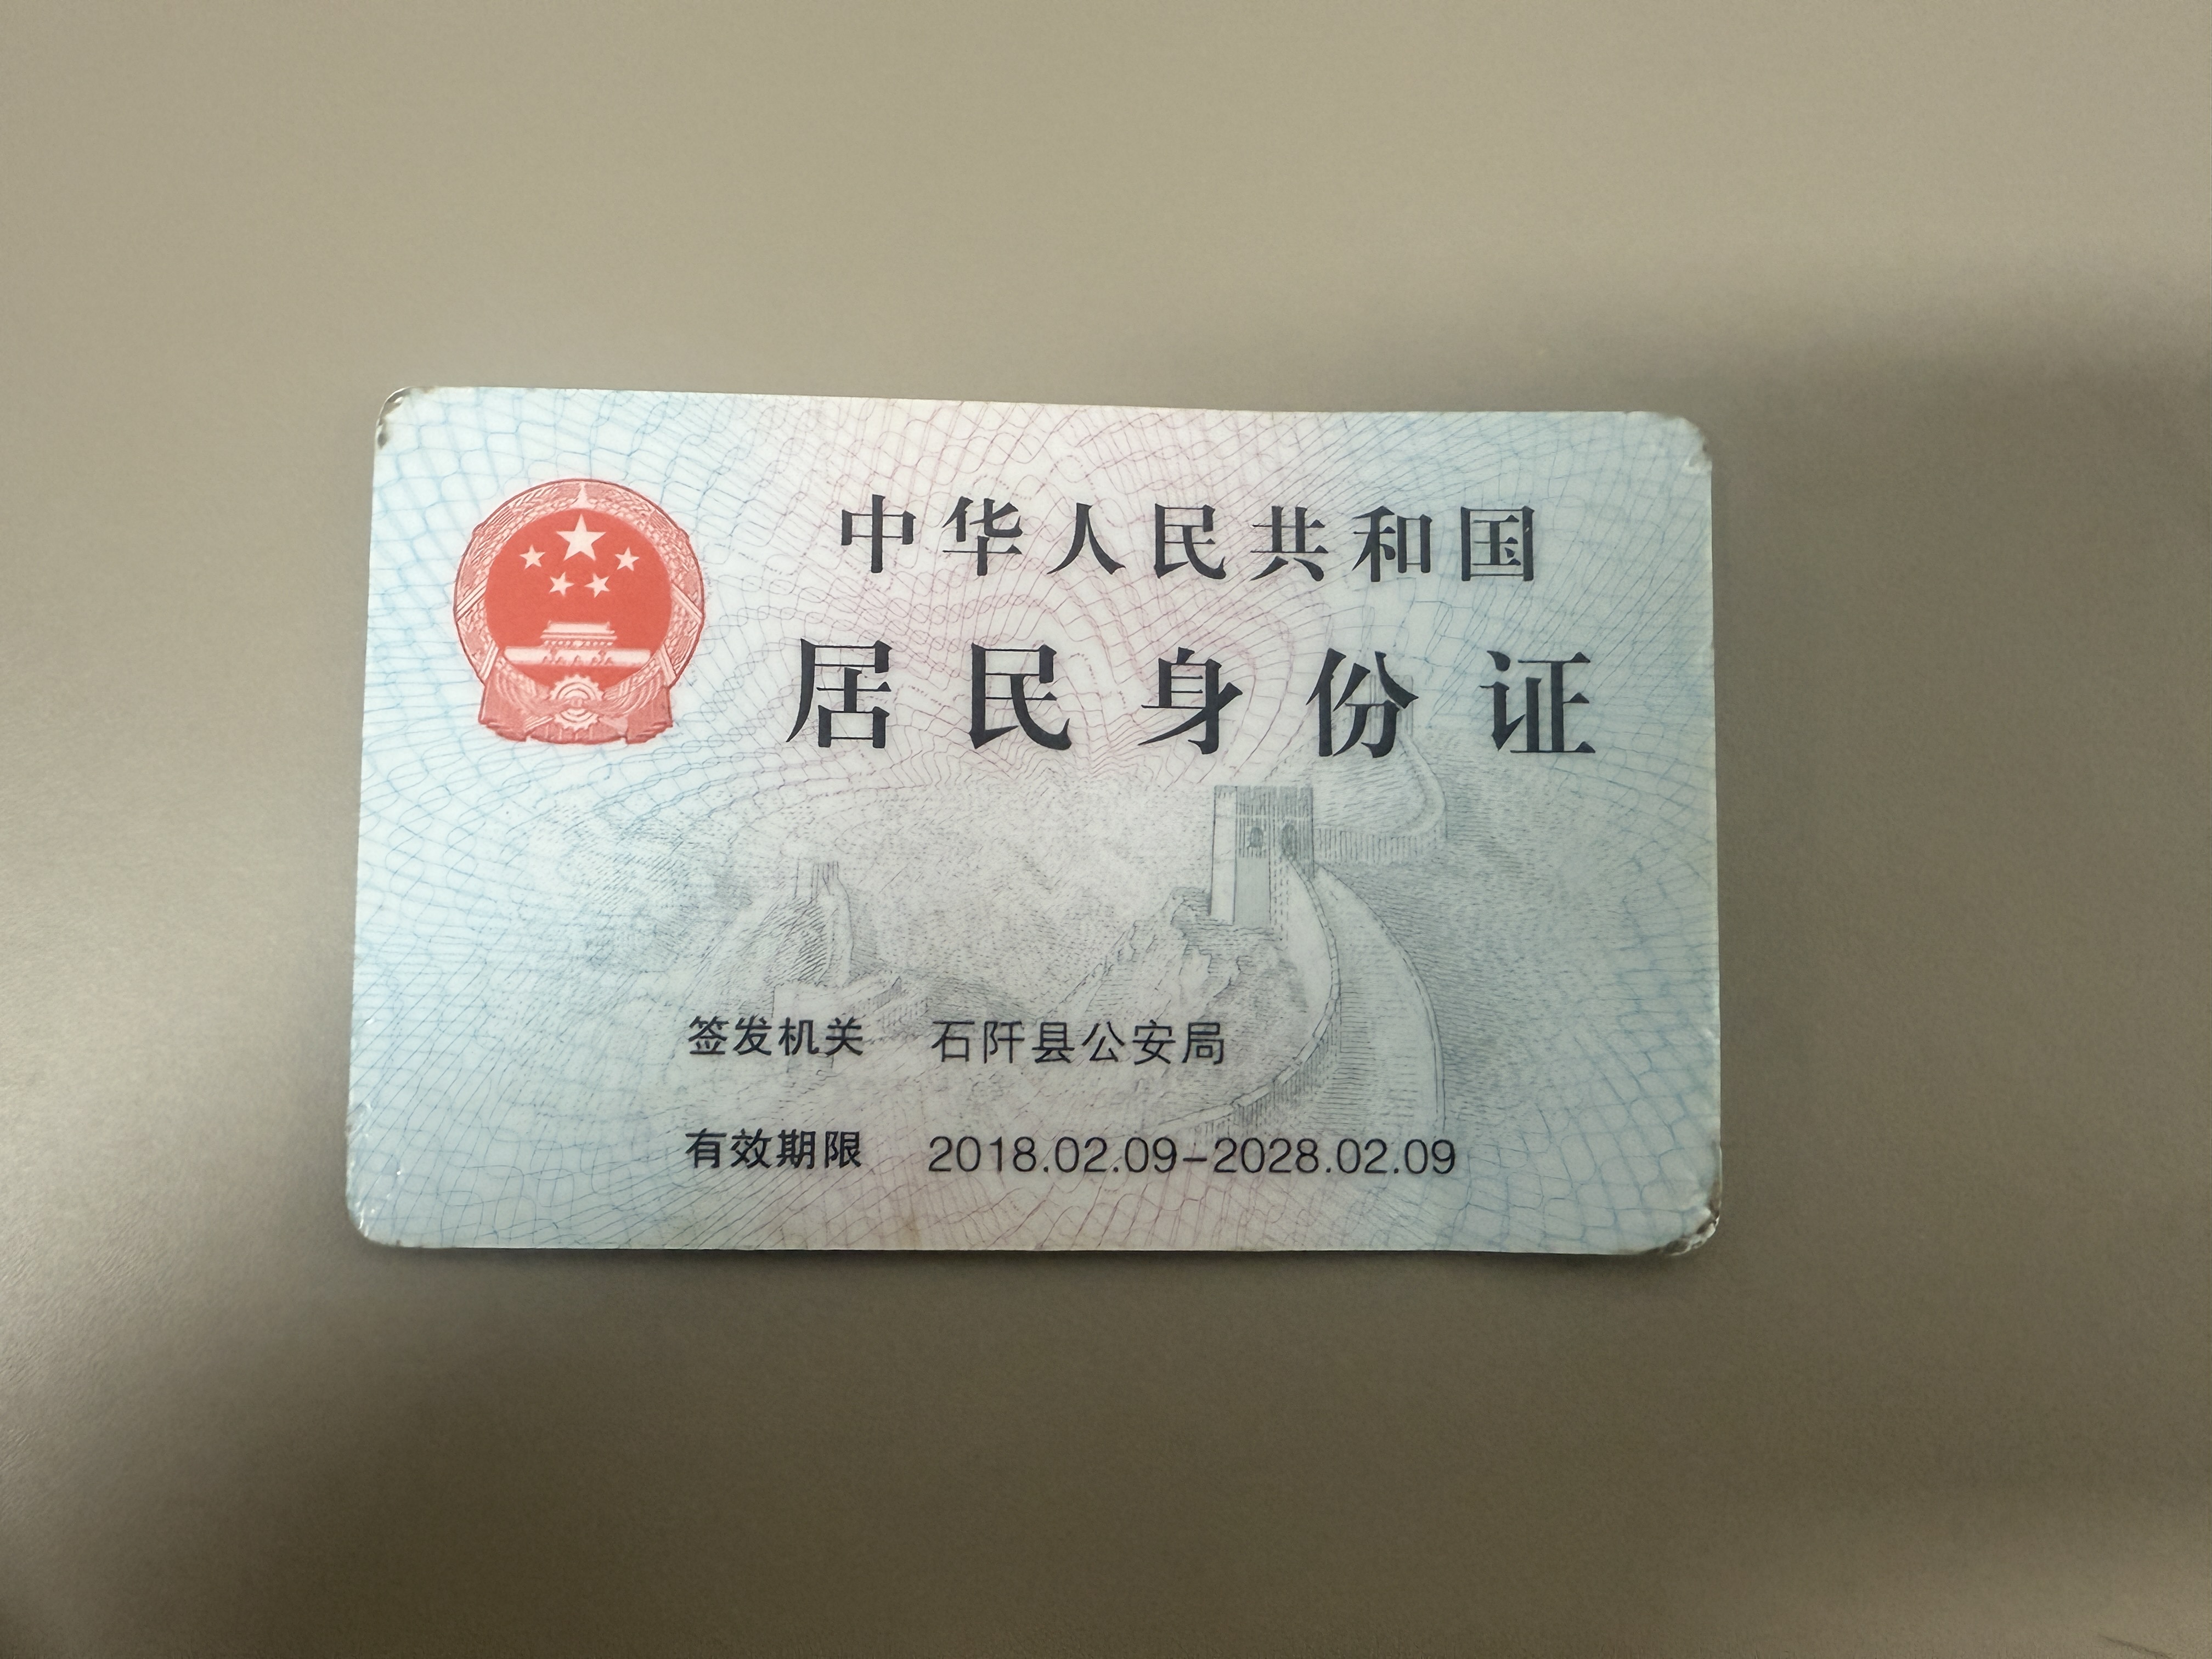 中华人民共和国
居民身份证
签发机关 石阡县公安局
有效期限 2018.02.09-2028.02.09